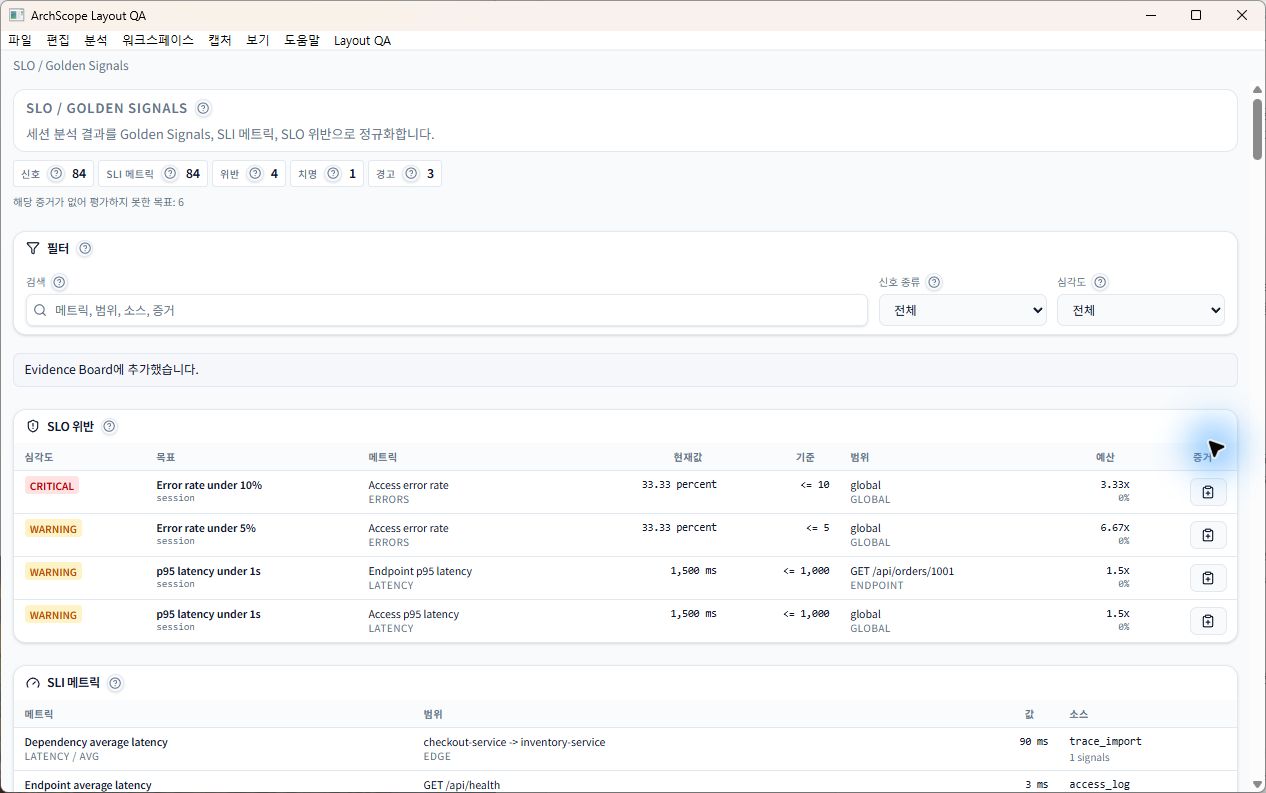 ArchScope Layout QA
파일 편집 분석 워크스페이스 캡처 보기 도움말 Layout QA
SLO / Golden Signals
SLO / GOLDEN SIGNALS
세션 분석 결과를 Golden Signals, SLI 메트릭, SLO 위반으로 정규화합니다.
신호 84 SLI 메트릭 84 위반 4 치명 1 경고 3
해당 증거가 없어 평가하지 못한 목표: 6
필터
검색 신호 종류 심각도
메트릭, 범위, 소스, 증거 전체 전체
Evidence Board에 추가했습니다.
SLO 위반
심각도 목표 메트릭 현재값 기준 범위 예산 증거
CRITICAL Error rate under 10% Access error rate 33.33 percent <= 10 global 3.33x
session ERRORS GLOBAL 0%
WARNING Error rate under 5% Access error rate 33.33 percent <= 5 global 6.67x
session ERRORS GLOBAL 0%
WARNING p95 latency under 1s Endpoint p95 latency 1,500 ms <= 1,000 GET /api/orders/1001 1.5x
session LATENCY ENDPOINT 0%
WARNING p95 latency under 1s Access p95 latency 1,500 ms <= 1,000 global 1.5x
session LATENCY GLOBAL 0%
SLI 메트릭
메트릭 범위 값 소스
Dependency average latency checkout-service -> inventory-service 90 ms trace_import
LATENCY / AVG EDGE 1 signals
Endpoint average latency GET /api/health 3 ms access_log